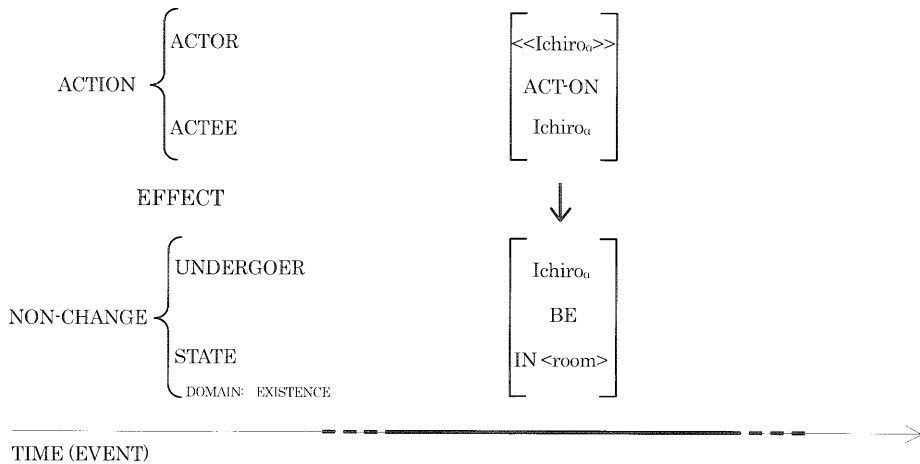 ACTOR
<<Ichiroα>>
ACTION
ACT-ON
ACTEE
Ichiroα
EFFECT
UNDERGOER
Ichiroα
NON-CHANGE
BE
STATE
IN <room>
DOMAIN: EXISTENCE
TIME (EVENT)